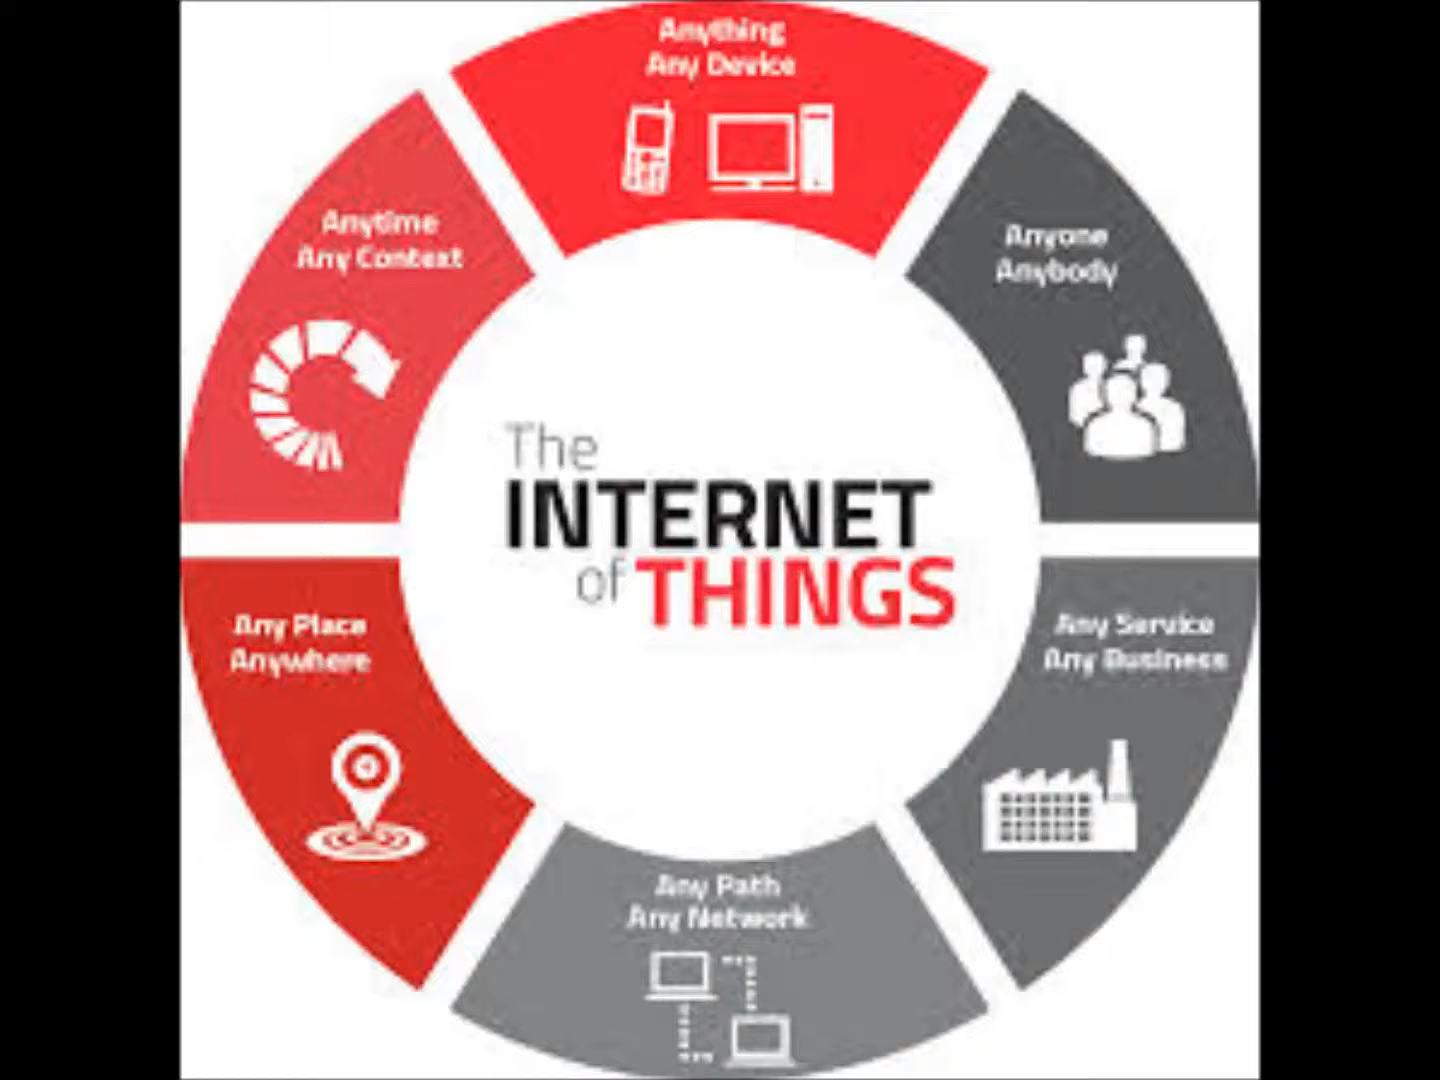 Anything
Any Device
Anyone
Anybody
Any Service
Any Business
Any Path
Any Network
Any Place
Anywhere
Anytime
Any Context
The
INTERNET
of THINGS